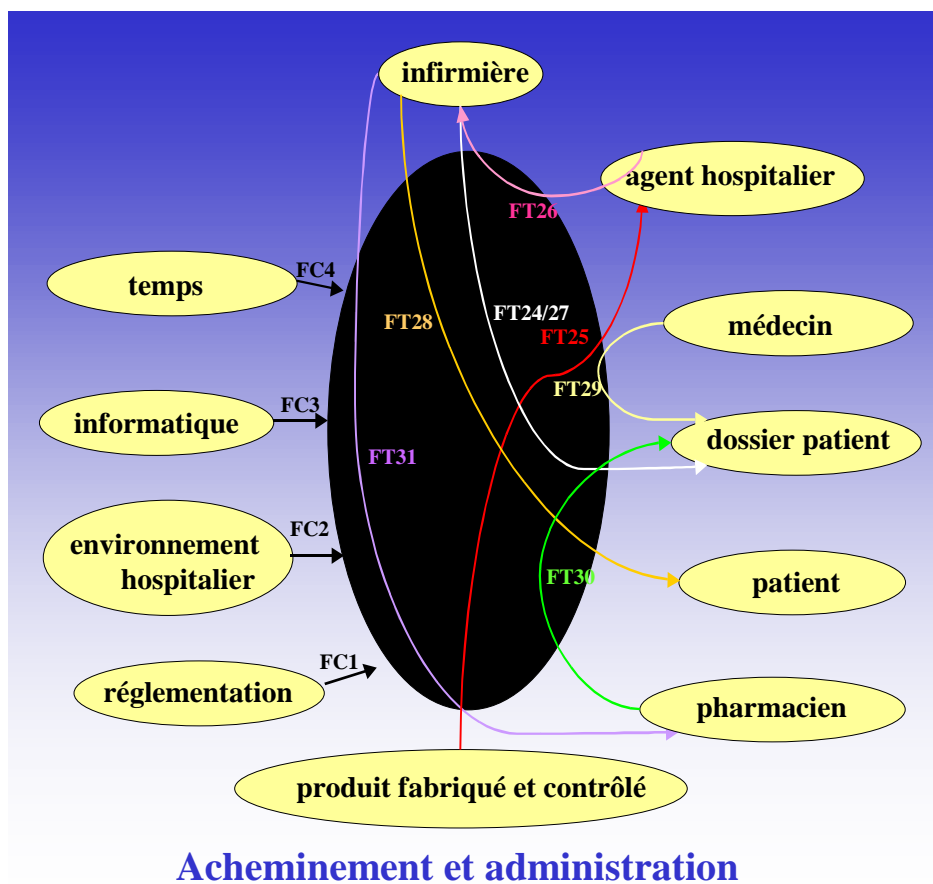 infirmière
agent hospitalier
FT26
FC4
temps
FT28
FT24/27
FT25
médecin
FT29
FC3
informatique
dossier patient
FT31
FC2
environnement
hospitalier
FT30
patient
FC1
réglementation
pharmacien
produit fabriqué et contrôlé
Acheminement et administration